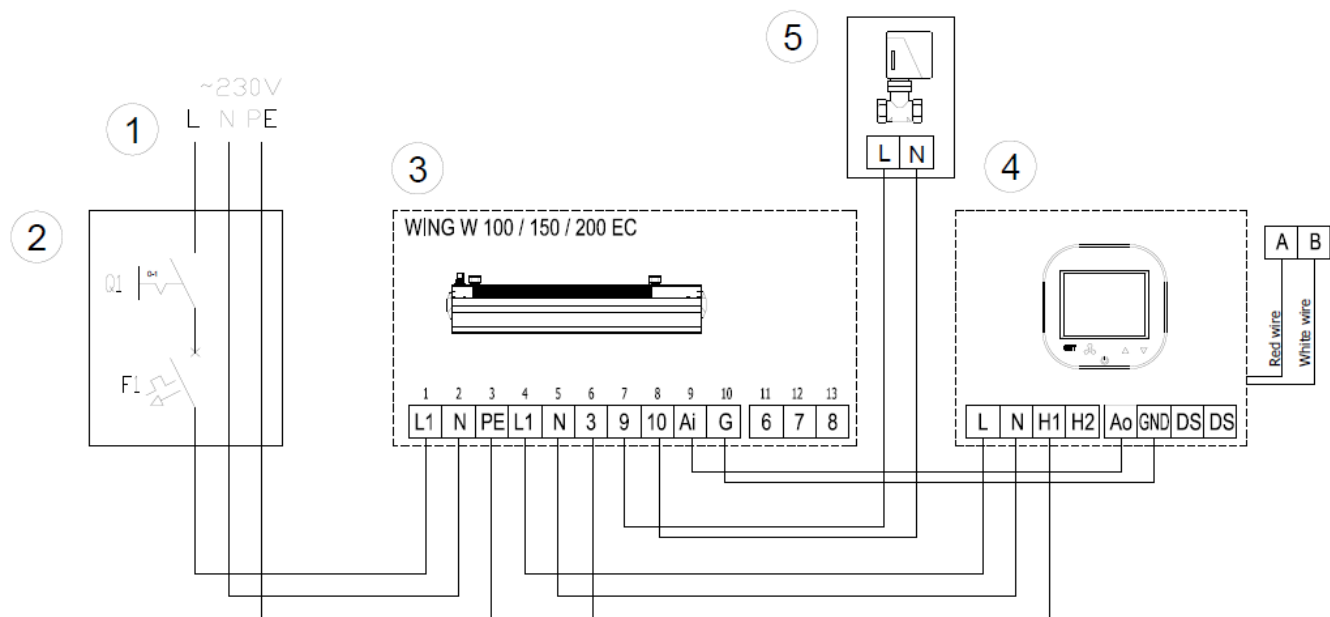 5
~230V
L N PE
1
L N
3
4
WING W 100 / 150 / 200 EC
2
A B
Q1
0-1
Red wire
White wire
F1
1 2 3 4 5 6 7 8 9 10 11 12 13
L1 N PE L1 N 3 9 10 Ai G 6 7 8
L N H1 H2 Ao GND DS DS